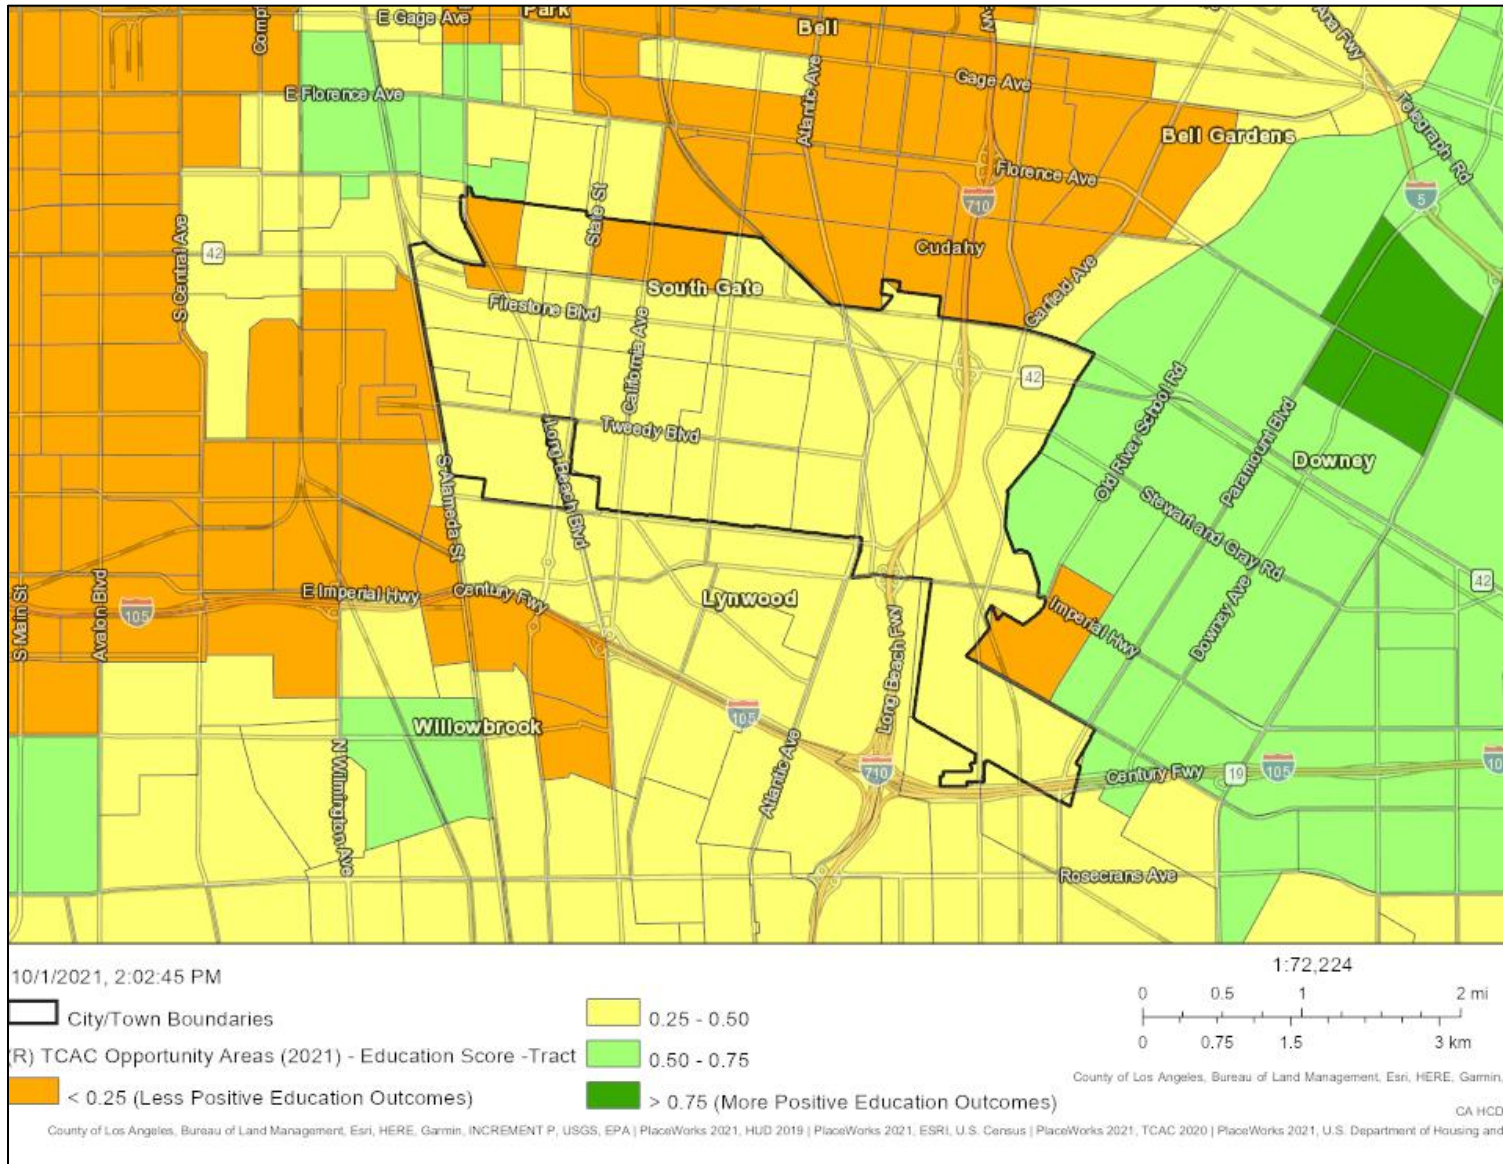 E Gage Ave
Park
Bell
Ana Fwy
Comp
Gage Ave
E Florence Ave
Atlantic Ave
Telegraph Rd
Bell Gardens
Florence Ave
5
710
State St
S Central Ave
42
Cudahy
South Gate
Garfield Ave
Firestone Blvd
California Ave
42
Old River School Rd
Tweedy Blvd
Paramount Blvd
Downey
Long Beach Blvd
S Alameda St
Stewart and Gray Rd
42
E Imperial Hwy
Century Fwy
Lynwood
Imperial Hwy
105
S Main St
Avalon Blvd
Downey Ave
Long Beach Fwy
105
Willowbrook
N Wilmington Ave
Atlantic Ave
710
Century Fwy
19
105
10
Rosecrans Ave
10/1/2021, 2:02:45 PM
1:72,224
City/Town Boundaries
0.25 - 0.50
0 0.5 1 2 mi
(R) TCAC Opportunity Areas (2021) - Education Score -Tract
0.50 - 0.75
0 0.75 1.5 3 km
< 0.25 (Less Positive Education Outcomes)
> 0.75 (More Positive Education Outcomes)
County of Los Angeles, Bureau of Land Management, Esri, HERE, Garmin,
CA HCD
County of Los Angeles, Bureau of Land Management, Esri, HERE, Garmin, INCREMENT P, USGS, EPA | PlaceWorks 2021, HUD 2019 | PlaceWorks 2021, ESRI, U.S. Census | PlaceWorks 2021, TCAC 2020 | PlaceWorks 2021, U.S. Department of Housing and